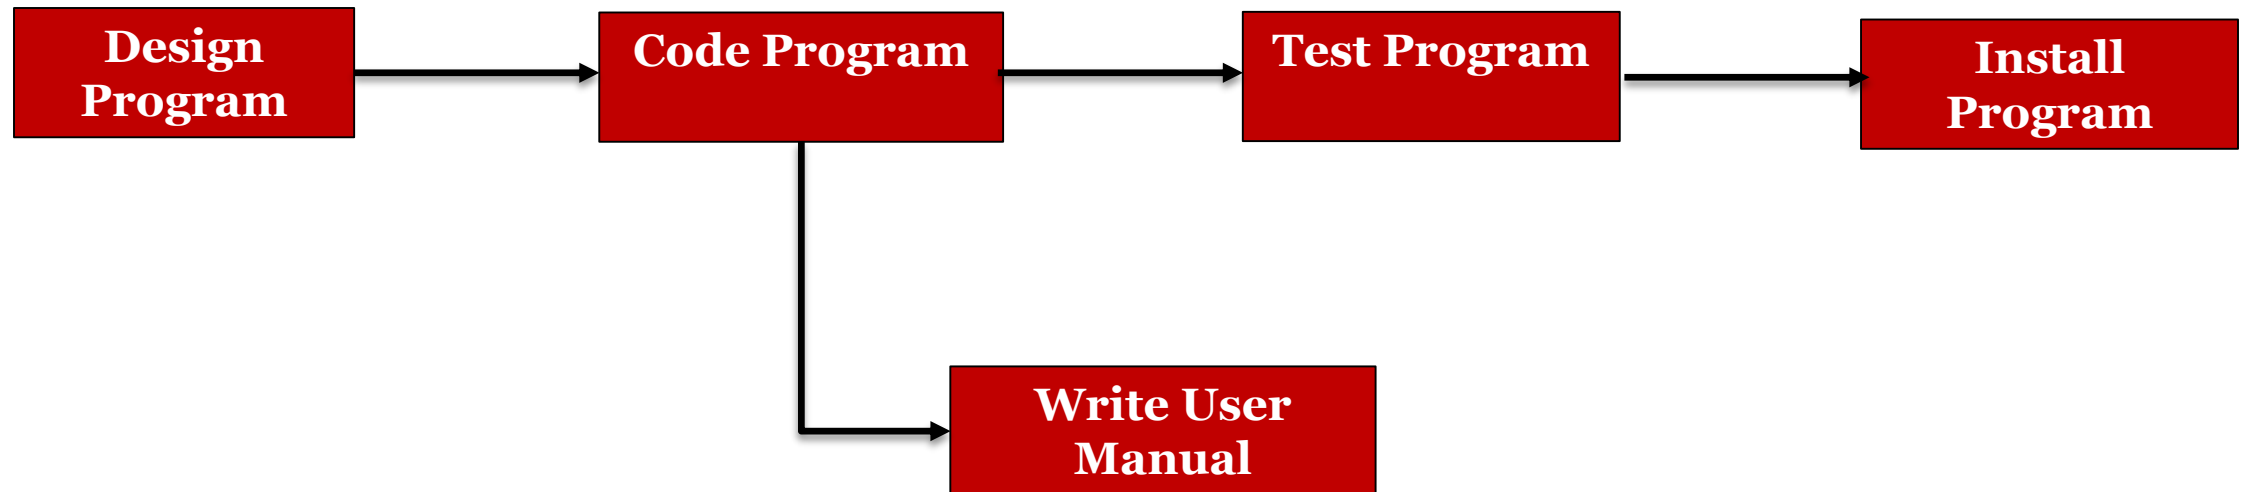 Design
Program
Code Program
Test Program
Install
Program
Write User
Manual